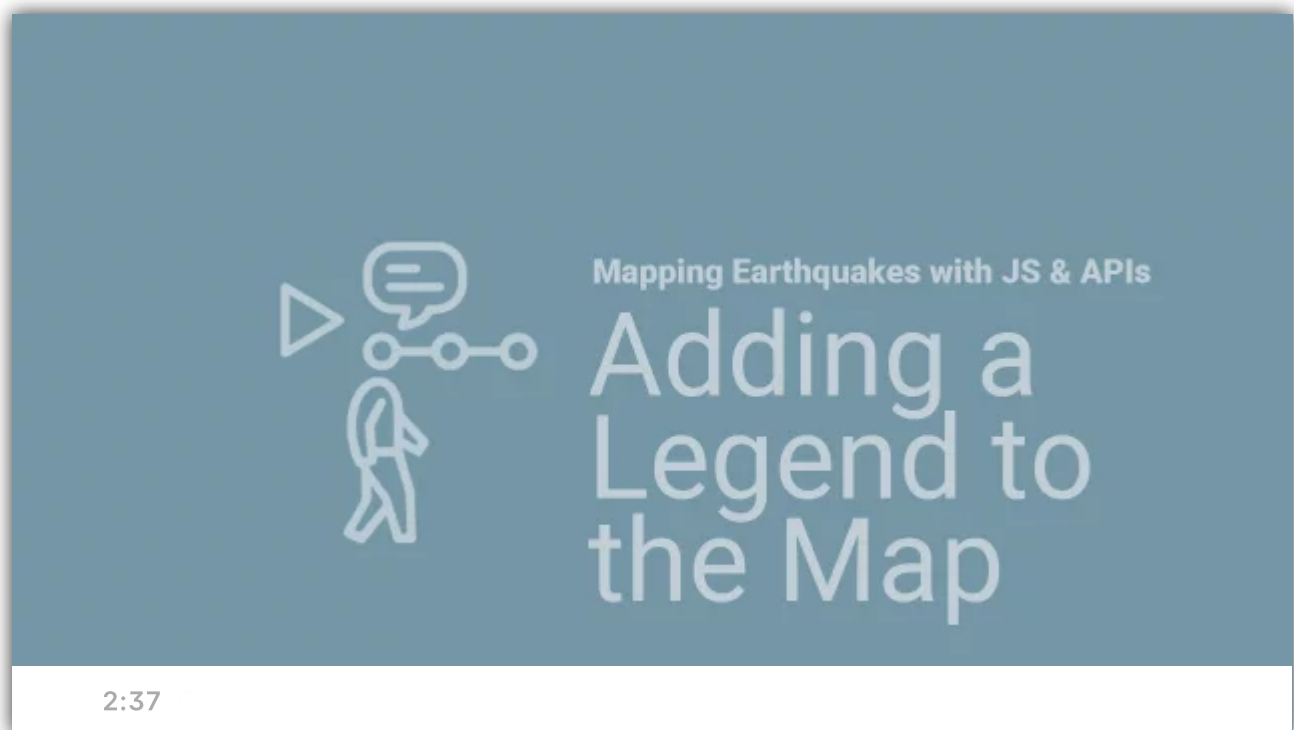 Mapping Earthquakes with JS & APIs
Adding a
Legend to
the Map
2:37